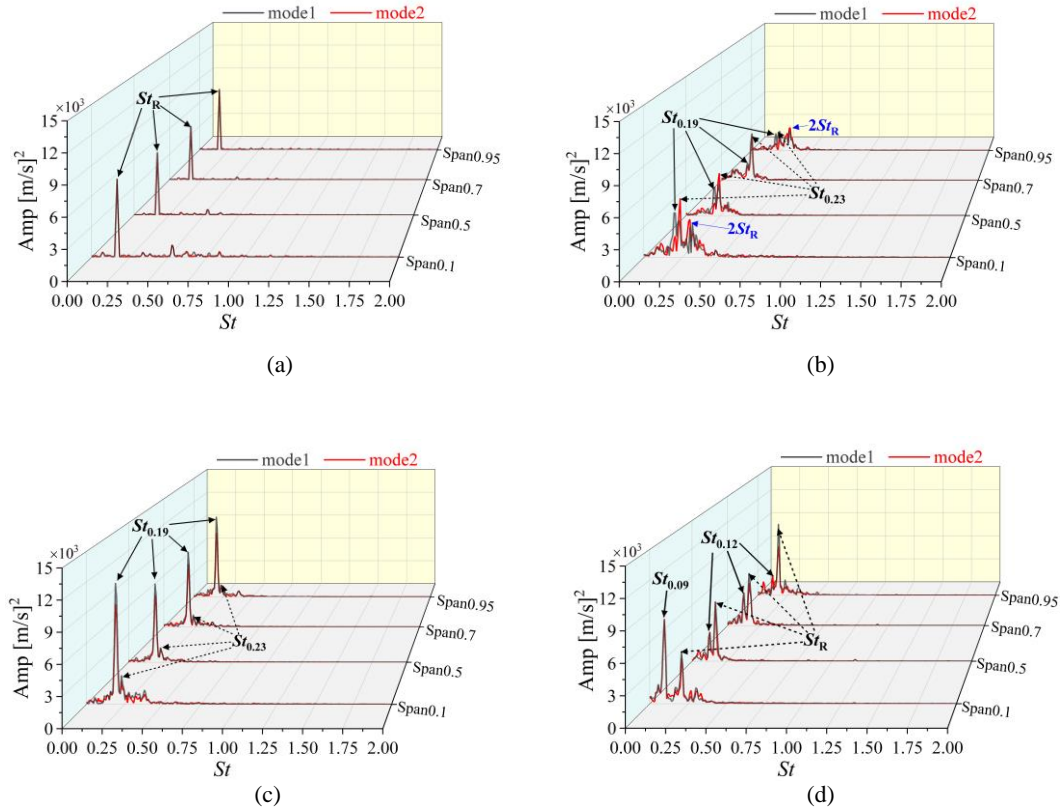 mode1 mode2
×10³
15
12
9
6
3
0
Amp [m/s]²
St_R
Span0.95
Span0.7
Span0.5
Span0.1
0.00 0.25 0.50 0.75 1.00 1.25 1.50 1.75 2.00
St
(a)
mode1 mode2
×10³
15
12
9
6
3
0
Amp [m/s]²
St_0.19
2St_R
St_0.23
2St_R
Span0.95
Span0.7
Span0.5
Span0.1
0.00 0.25 0.50 0.75 1.00 1.25 1.50 1.75 2.00
St
(b)
mode1 mode2
×10³
15
12
9
6
3
0
Amp [m/s]²
St_0.19
St_0.23
Span0.95
Span0.7
Span0.5
Span0.1
0.00 0.25 0.50 0.75 1.00 1.25 1.50 1.75 2.00
St
(c)
mode1 mode2
×10³
15
12
9
6
3
0
Amp [m/s]²
St_0.12
St_0.09
St_R
Span0.95
Span0.7
Span0.5
Span0.1
0.00 0.25 0.50 0.75 1.00 1.25 1.50 1.75 2.00
St
(d)